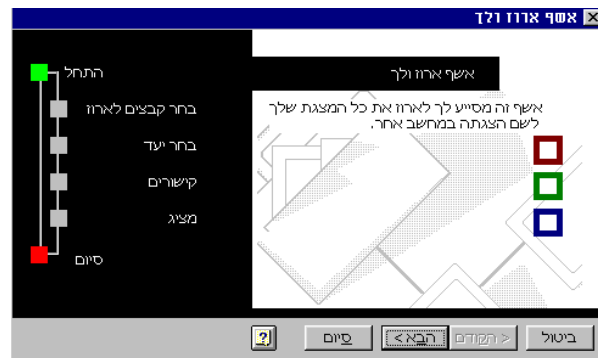 אשף ארוז ולך
אשף ארוז ולך
אשף זה מסייע לך לארוז את כל המצגת שלך
לשם הצגתה במחשב אחר.
התחל
בחר קבצים לארוז
בחר יעד
קישורים
מציג
סיום
ביטול
< הקודם
הבא >
סיום
?